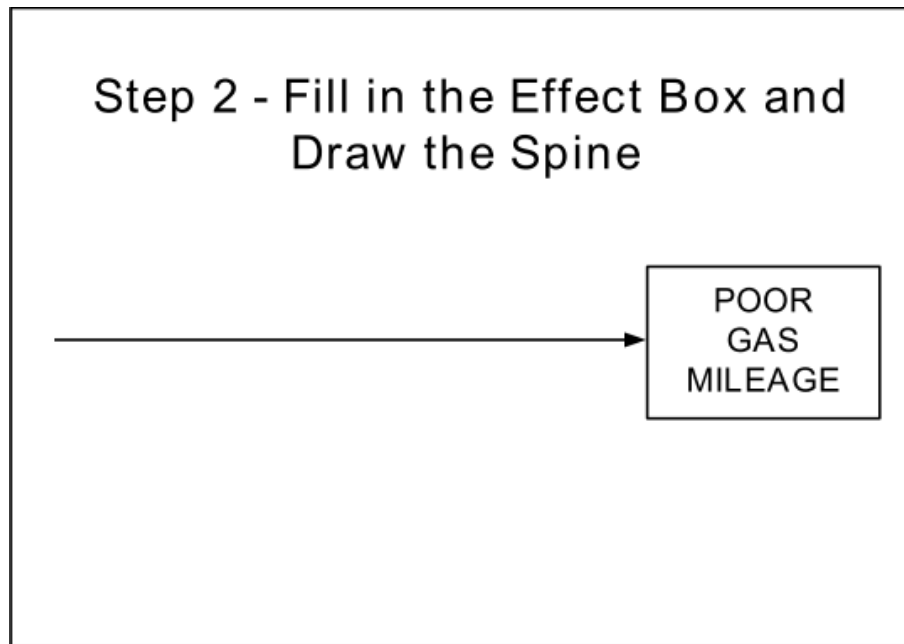 Step 2 - Fill in the Effect Box and
Draw the Spine
POOR
GAS
MILEAGE